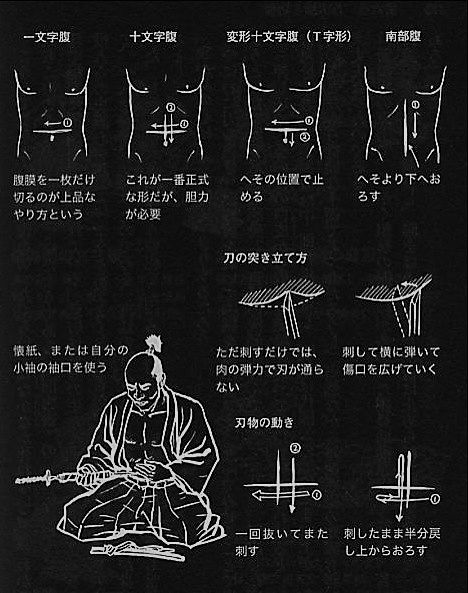 一文字腹
十文字腹
変形十文字腹（T字形）
南部腹
①
②
①
①
②
①
腹膜を一枚だけ
切るのが上品な
やり方という
これが一番正式
な形だが、胆力
が必要
へその位置で止
める
へそより下へお
ろす
刀の突き立て方
ただ刺すだけでは、
肉の弾力で刃が通ら
ない
刺して横に弾いて
傷口を広げていく
懐紙、または自分の
小袖の袖口を使う
刃物の動き
②
①
①
一回抜いてまた
刺す
刺したまま半分戻
し上からおろす